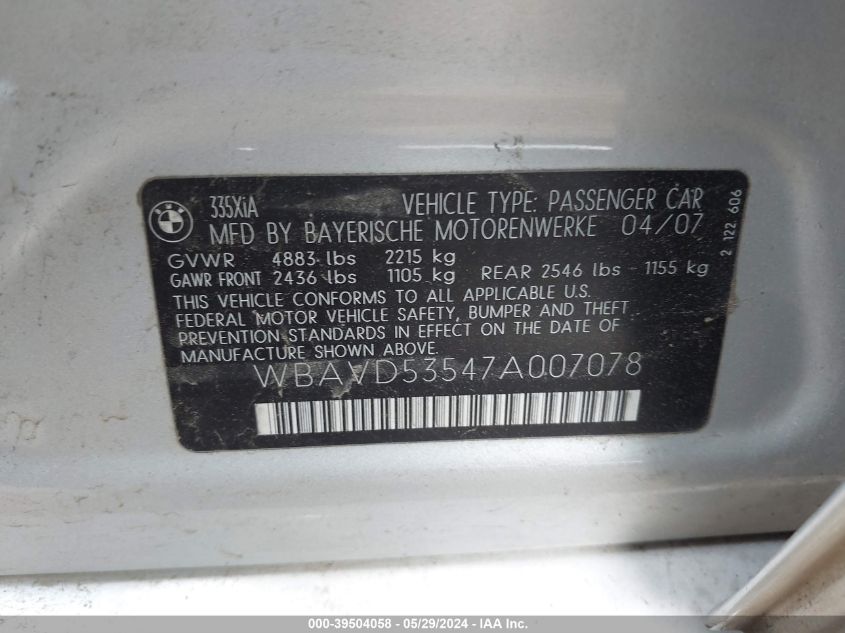 BMW
335XiA VEHICLE TYPE: PASSENGER CAR
MFD BY BAYERISCHE MOTORENWERKE 04/07
GVWR 4883 lbs 2215 kg
GAWR FRONT 2436 lbs 1105 kg REAR 2546 lbs - 1155 kg
THIS VEHICLE CONFORMS TO ALL APPLICABLE U.S.
FEDERAL MOTOR VEHICLE SAFETY, BUMPER AND THEFT
PREVENTION STANDARDS IN EFFECT ON THE DATE OF
MANUFACTURE SHOWN ABOVE.
WBAVD53547A007078
2 122 606
000-39504058 - 05/29/2024 - IAA Inc.